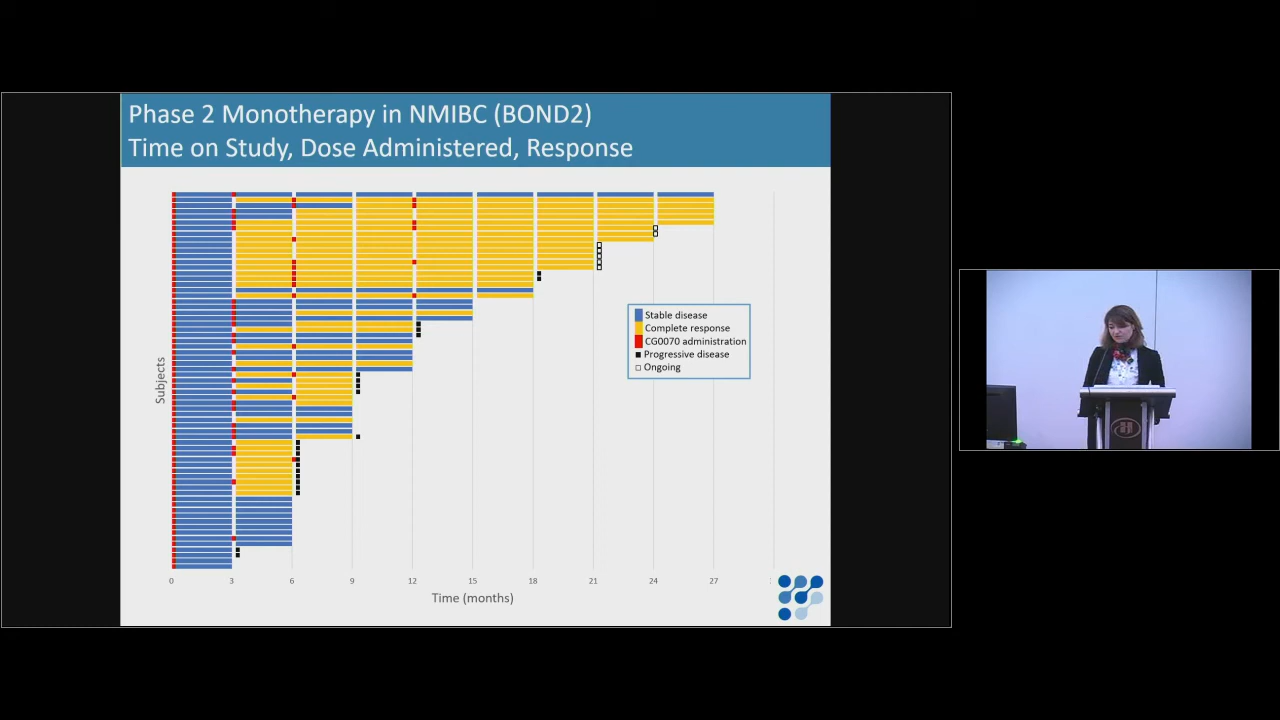 Phase 2 Monotherapy in NMIBC (BOND2)
Time on Study, Dose Administered, Response
Stable disease
Complete response
CG0070 administration
Progressive disease
Ongoing
Subjects
0 3 6 9 12 15 18 21 24 27
Time (months)